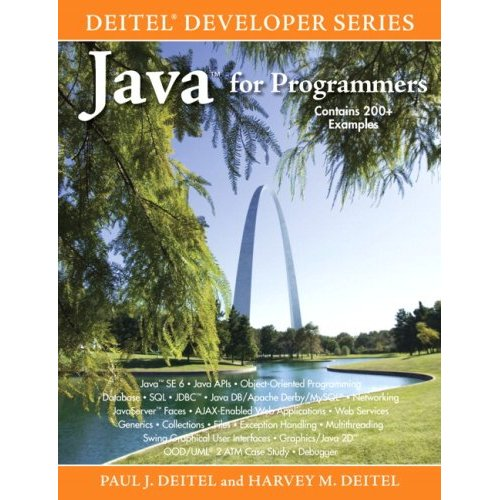 DEITEL® DEVELOPER SERIES
Java™ for Programmers
Contains 200+
Examples
Java™ SE 6 • Java APIs • Object-Oriented Programming
Database • SQL • JDBC™ • Java DB/Apache Derby/MySQL® • Networking
JavaServer™ Faces • AJAX-Enabled Web Applications • Web Services
Generics • Collections • Files • Exception Handling • Multithreading
Swing Graphical User Interfaces • Graphics/Java 2D™
OOD/UML® 2 ATM Case Study • Debugger
PAUL J. DEITEL and HARVEY M. DEITEL